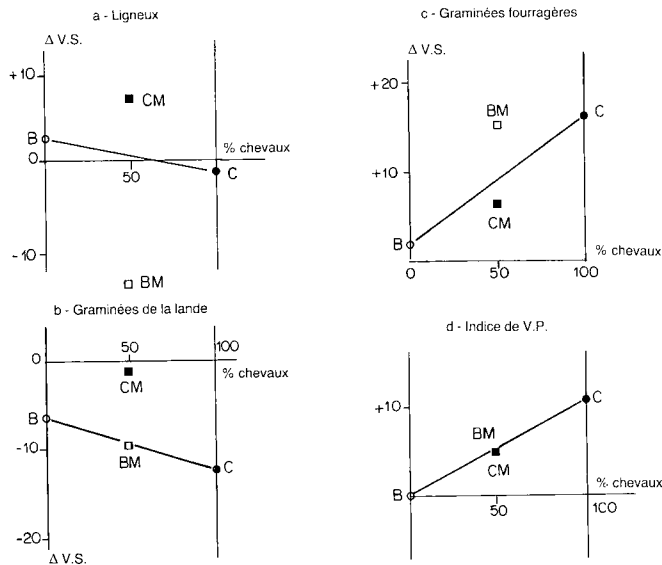 a - Ligneux
Δ V.S.
+10
CM
B
0
% chevaux
50
C
-10
BM
b - Graminées de la lande
0
50
100
% chevaux
CM
B
-10
BM
C
-20
Δ V.S.
c - Graminées fourragères
Δ V.S.
+20
BM
C
+10
CM
B
% chevaux
0
50
100
d - Indice de V.P.
+10
C
BM
CM
B
% chevaux
50
100